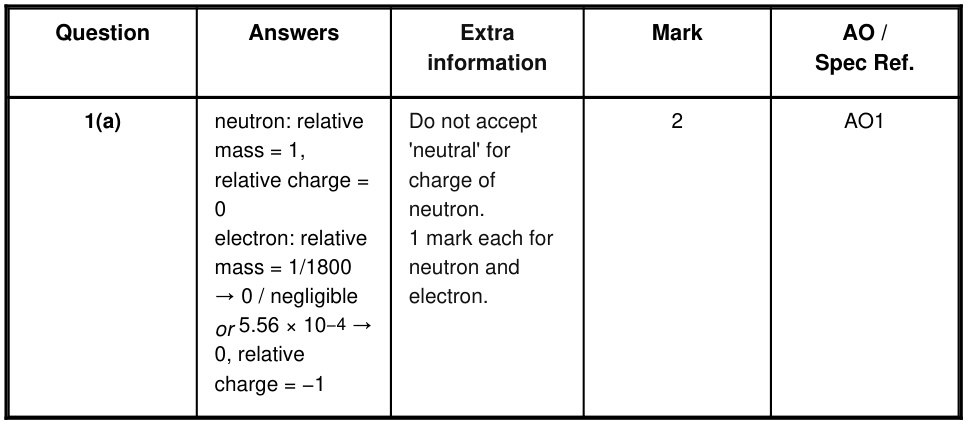 Question Answers Extra information Mark AO / Spec Ref.
1(a)
neutron: relative
mass = 1,
relative charge =
0
electron: relative
mass = 1/1800
→ 0 / negligible
or 5.56 × 10−4 →
0, relative
charge = −1
Do not accept
'neutral' for
charge of
neutron.
1 mark each for
neutron and
electron.
2
AO1